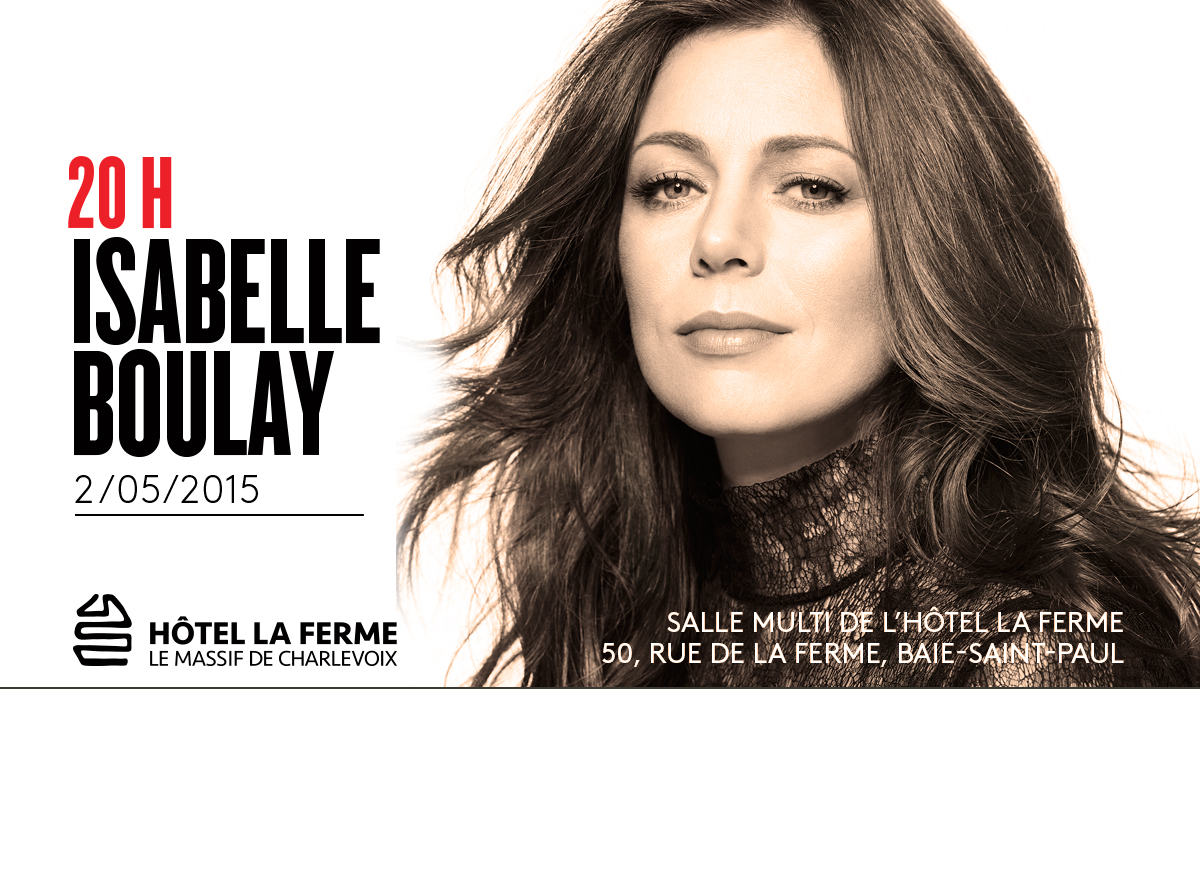 20 H
ISABELLE
BOULAY
2/05/2015
HÔTEL LA FERME
LE MASSIF DE CHARLEVOIX
SALLE MULTI DE L'HÔTEL LA FERME
50, RUE DE LA FERME, BAIE-SAINT-PAUL